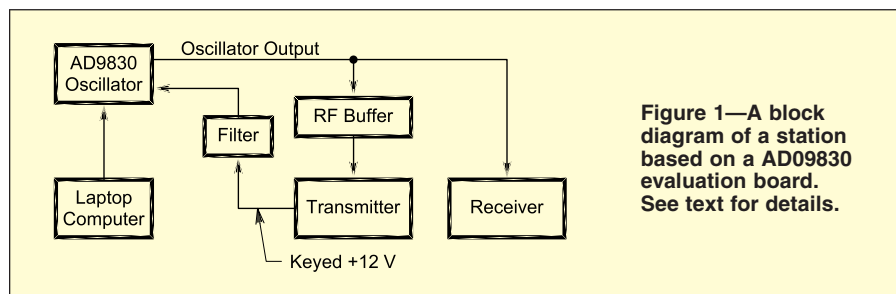 Oscillator Output
AD9830
Oscillator
RF Buffer
Filter
Laptop
Computer
Transmitter
Receiver
Keyed +12 V
Figure 1—A block
diagram of a station
based on a AD09830
evaluation board.
See text for details.